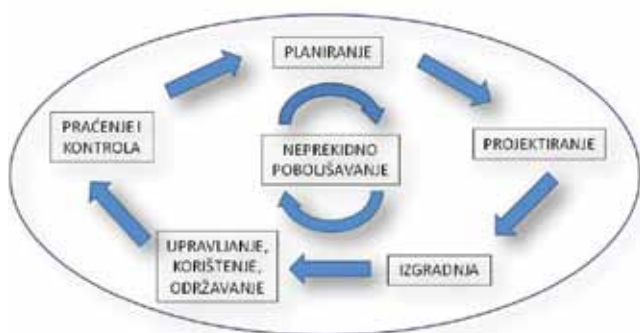 PLANIRANJE
PRAĆENJE I
KONTROLA
PROJEKTIRANJE
NEPREKIDNO
POBOLJŠAVANJE
UPRAVLJANJE,
KORIŠTENJE,
ODRŽAVANJE
IZGRADNJA